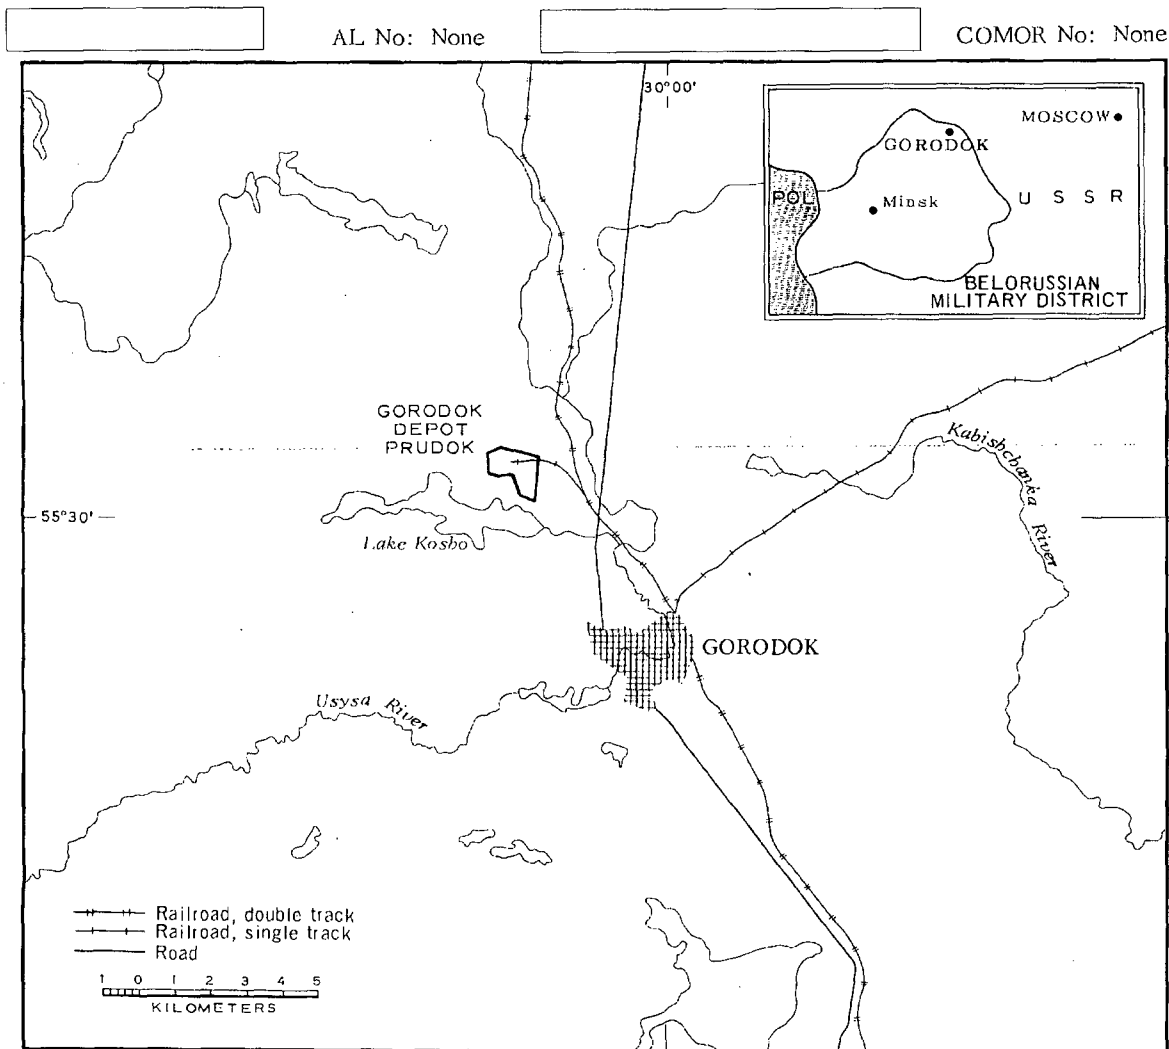 AL No: None
COMOR No: None
30°00'
MOSCOW
GORODOK
POL
Minsk
U S S R
BELORUSSIAN
MILITARY DISTRICT
GORODOK
DEPOT
PRUDOK
Kabishchanka River
55°30'
Lake Kosho
GORODOK
Usysa River
Railroad, double track
Railroad, single track
Road
1 0 1 2 3 4 5
KILOMETERS